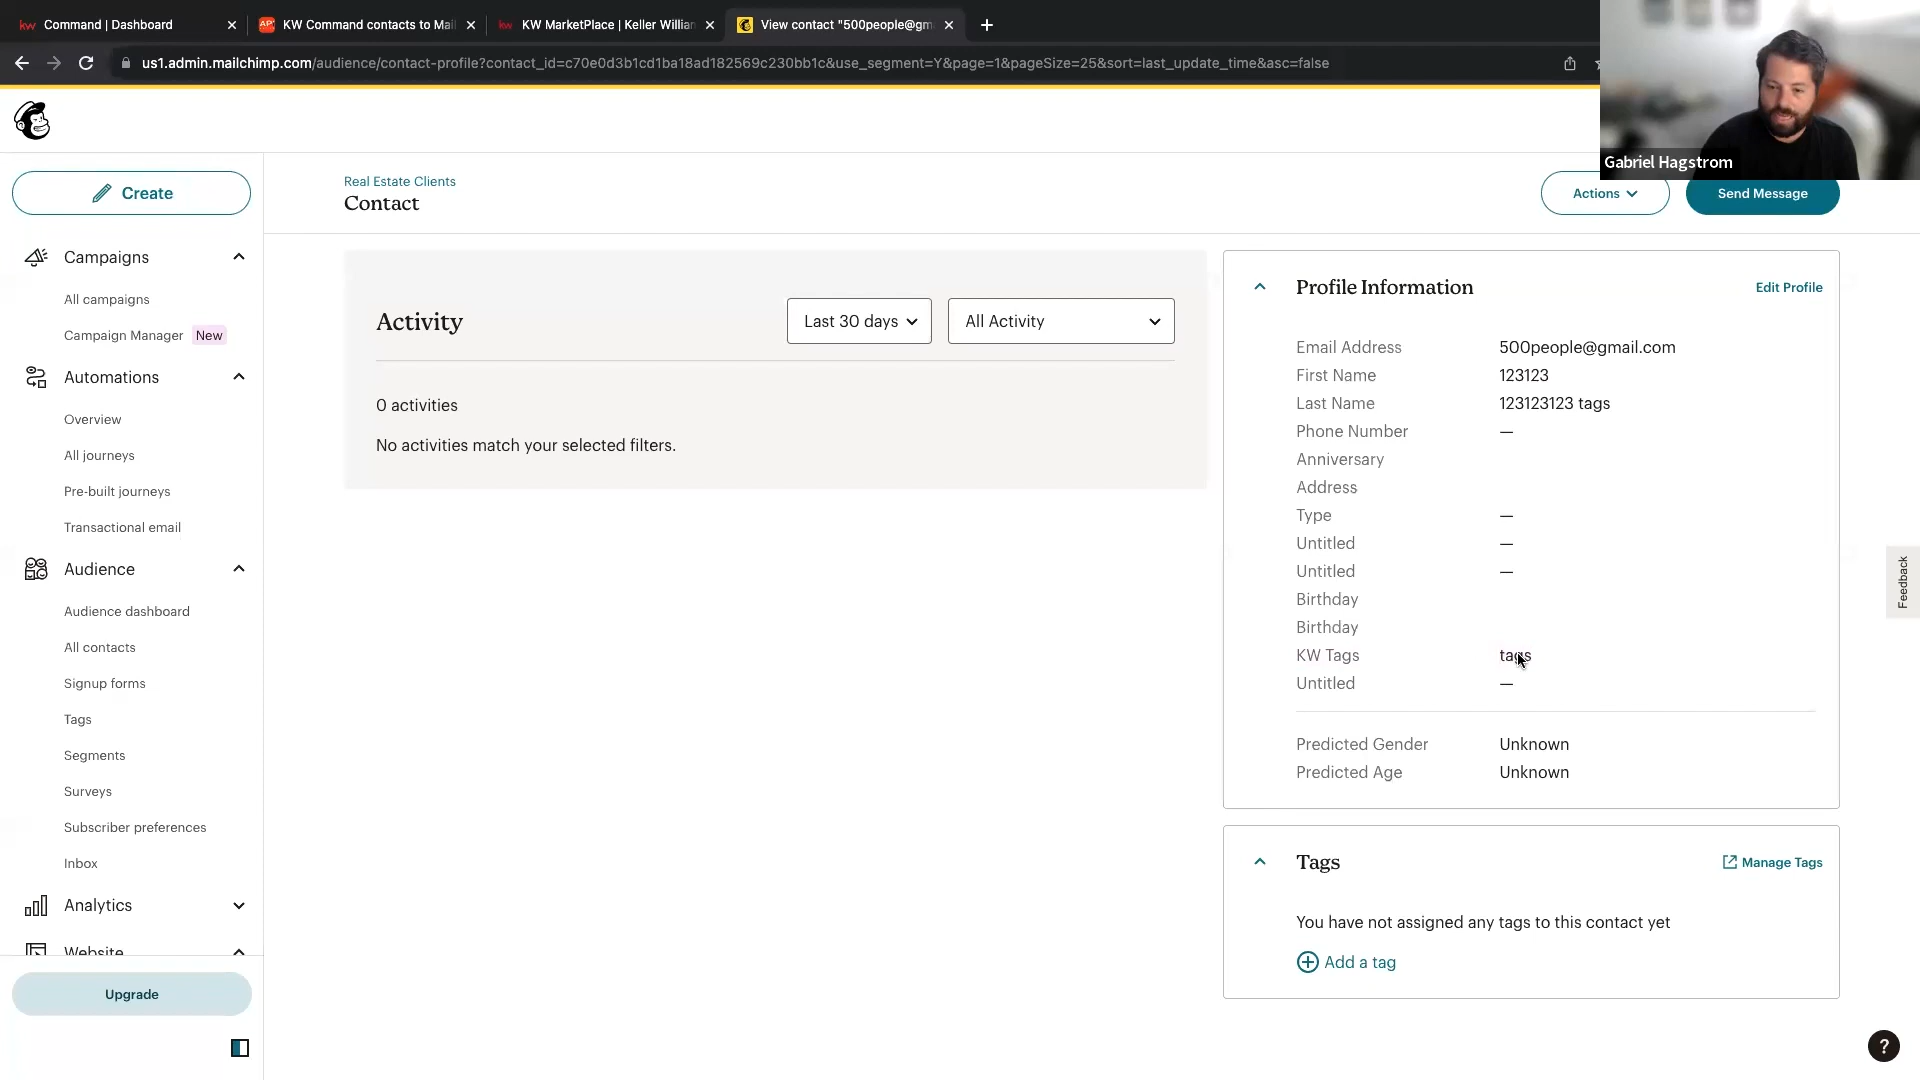 kw Command | Dashboard
API KW Command contacts to Mai
kw KW MarketPlace | Keller William
View contact "500people@gm
us1.admin.mailchimp.com/audience/contact-profile?contact_id=c70e0d3b1cd1ba18ad182569c230bb1c&use_segment=Y&page=1&pageSize=25&sort=last_update_time&asc=false
Gabriel Hagstrom
Create
Campaigns
All campaigns
Campaign Manager New
Automations
Overview
All journeys
Pre-built journeys
Transactional email
Audience
Audience dashboard
All contacts
Signup forms
Tags
Segments
Surveys
Subscriber preferences
Inbox
Analytics
Website
Upgrade
Real Estate Clients
Contact
Actions
Send Message
Activity
Last 30 days
All Activity
0 activities
No activities match your selected filters.
Profile Information
Edit Profile
Email Address 500people@gmail.com
First Name 123123
Last Name 123123123 tags
Phone Number —
Anniversary
Address
Type —
Untitled —
Untitled —
Birthday
Birthday
KW Tags tags
Untitled —
Predicted Gender Unknown
Predicted Age Unknown
Tags
Manage Tags
You have not assigned any tags to this contact yet
Add a tag
Feedback
?